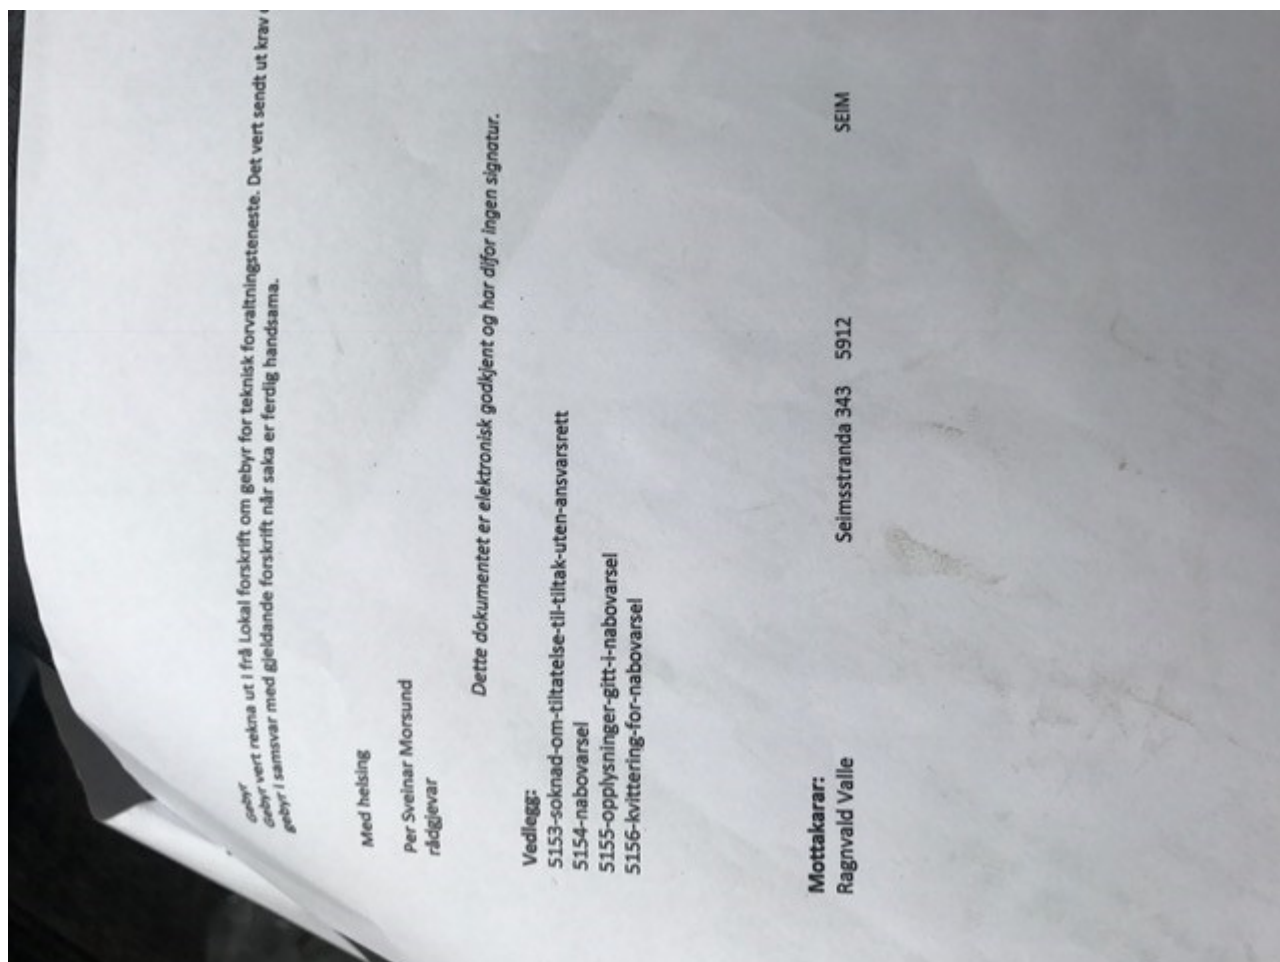 Gebyr
Gebyr vert rekna ut i frå Lokal forskrift om gebyr for teknisk forvaltningsteneste. Det vert sendt ut krav
gebyr i samsvar med gjeldande forskrift når saka er ferdig handsama.
Med helsing
Per Sveinar Morsund
rådgjevar
Dette dokumentet er elektronisk godkjent og har difor ingen signatur.
Vedlegg:
5153-soknad-om-tiltatelse-til-tiltak-uten-ansvarsrett
5154-nabovarsel
5155-opplysninger-gitt-i-nabovarsel
5156-kvittering-for-nabovarsel
Mottakarar:
Ragnvald Valle Seimsstranda 343 5912 SEIM